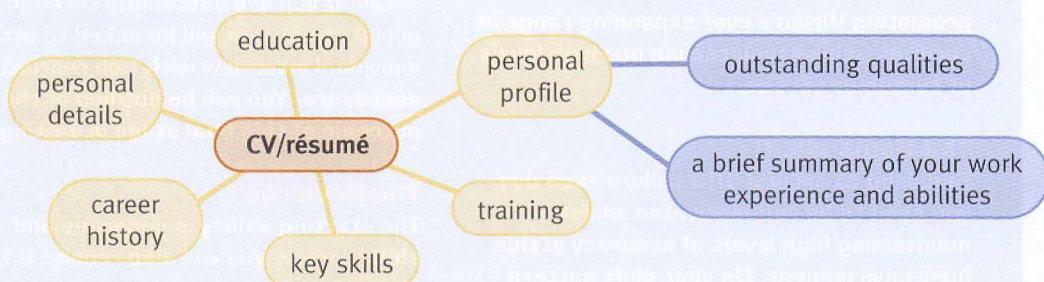 education
personal
details
personal
profile
outstanding qualities
CV/résumé
a brief summary of your work
experience and abilities
career
history
training
key skills